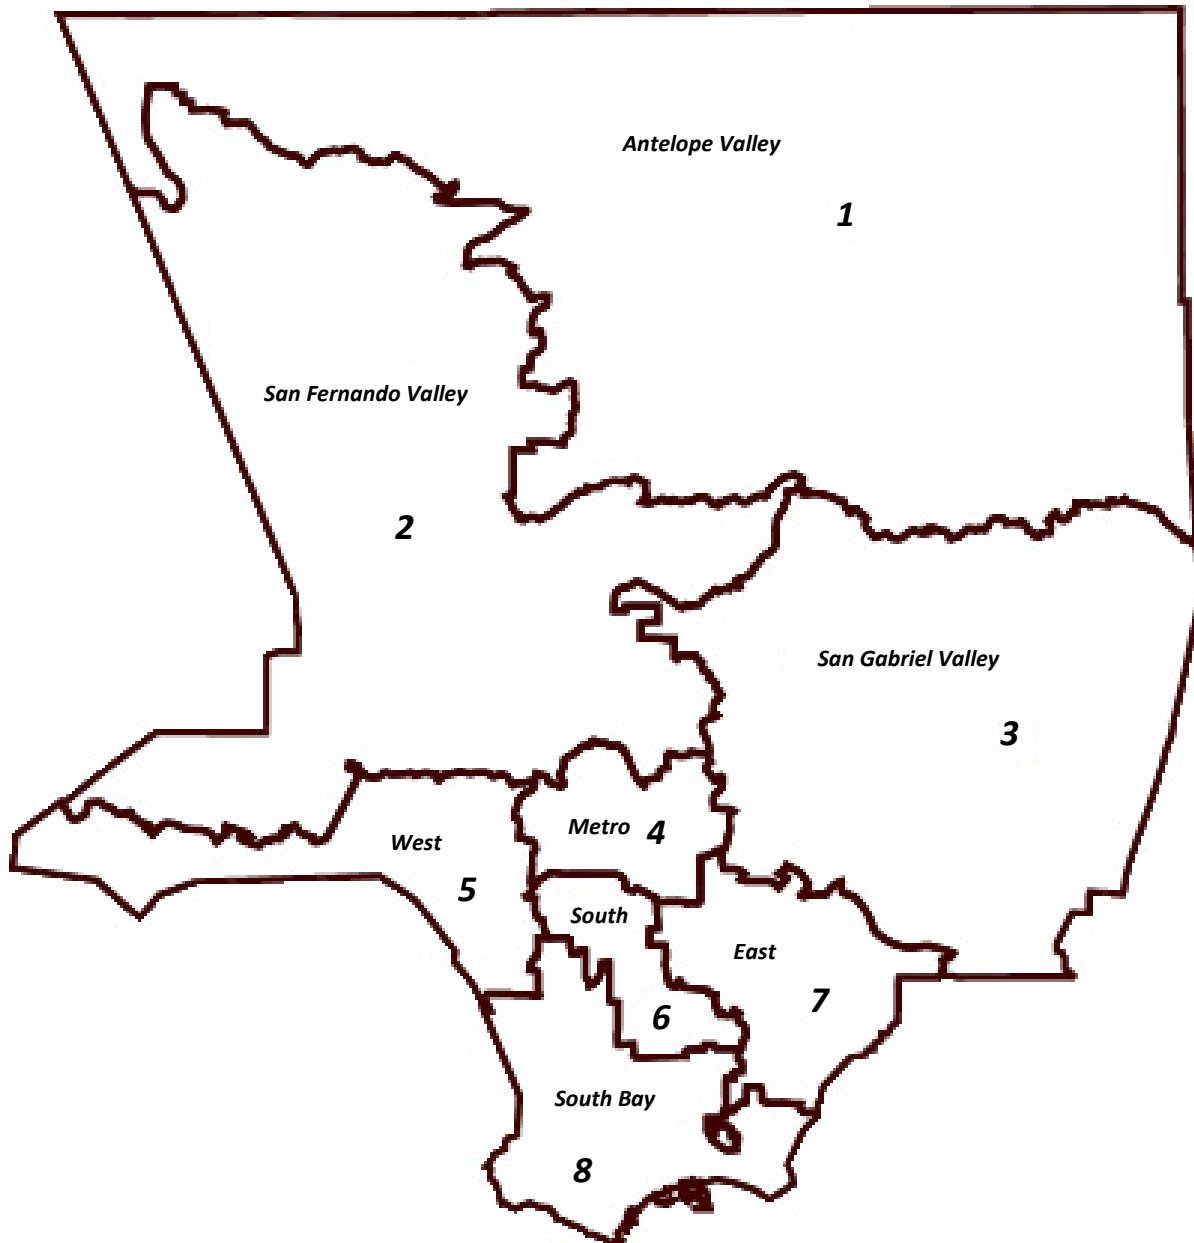 Antelope Valley
1
San Fernando Valley
2
San Gabriel Valley
3
Metro 4
West
5
South
East
7
6
South Bay
8